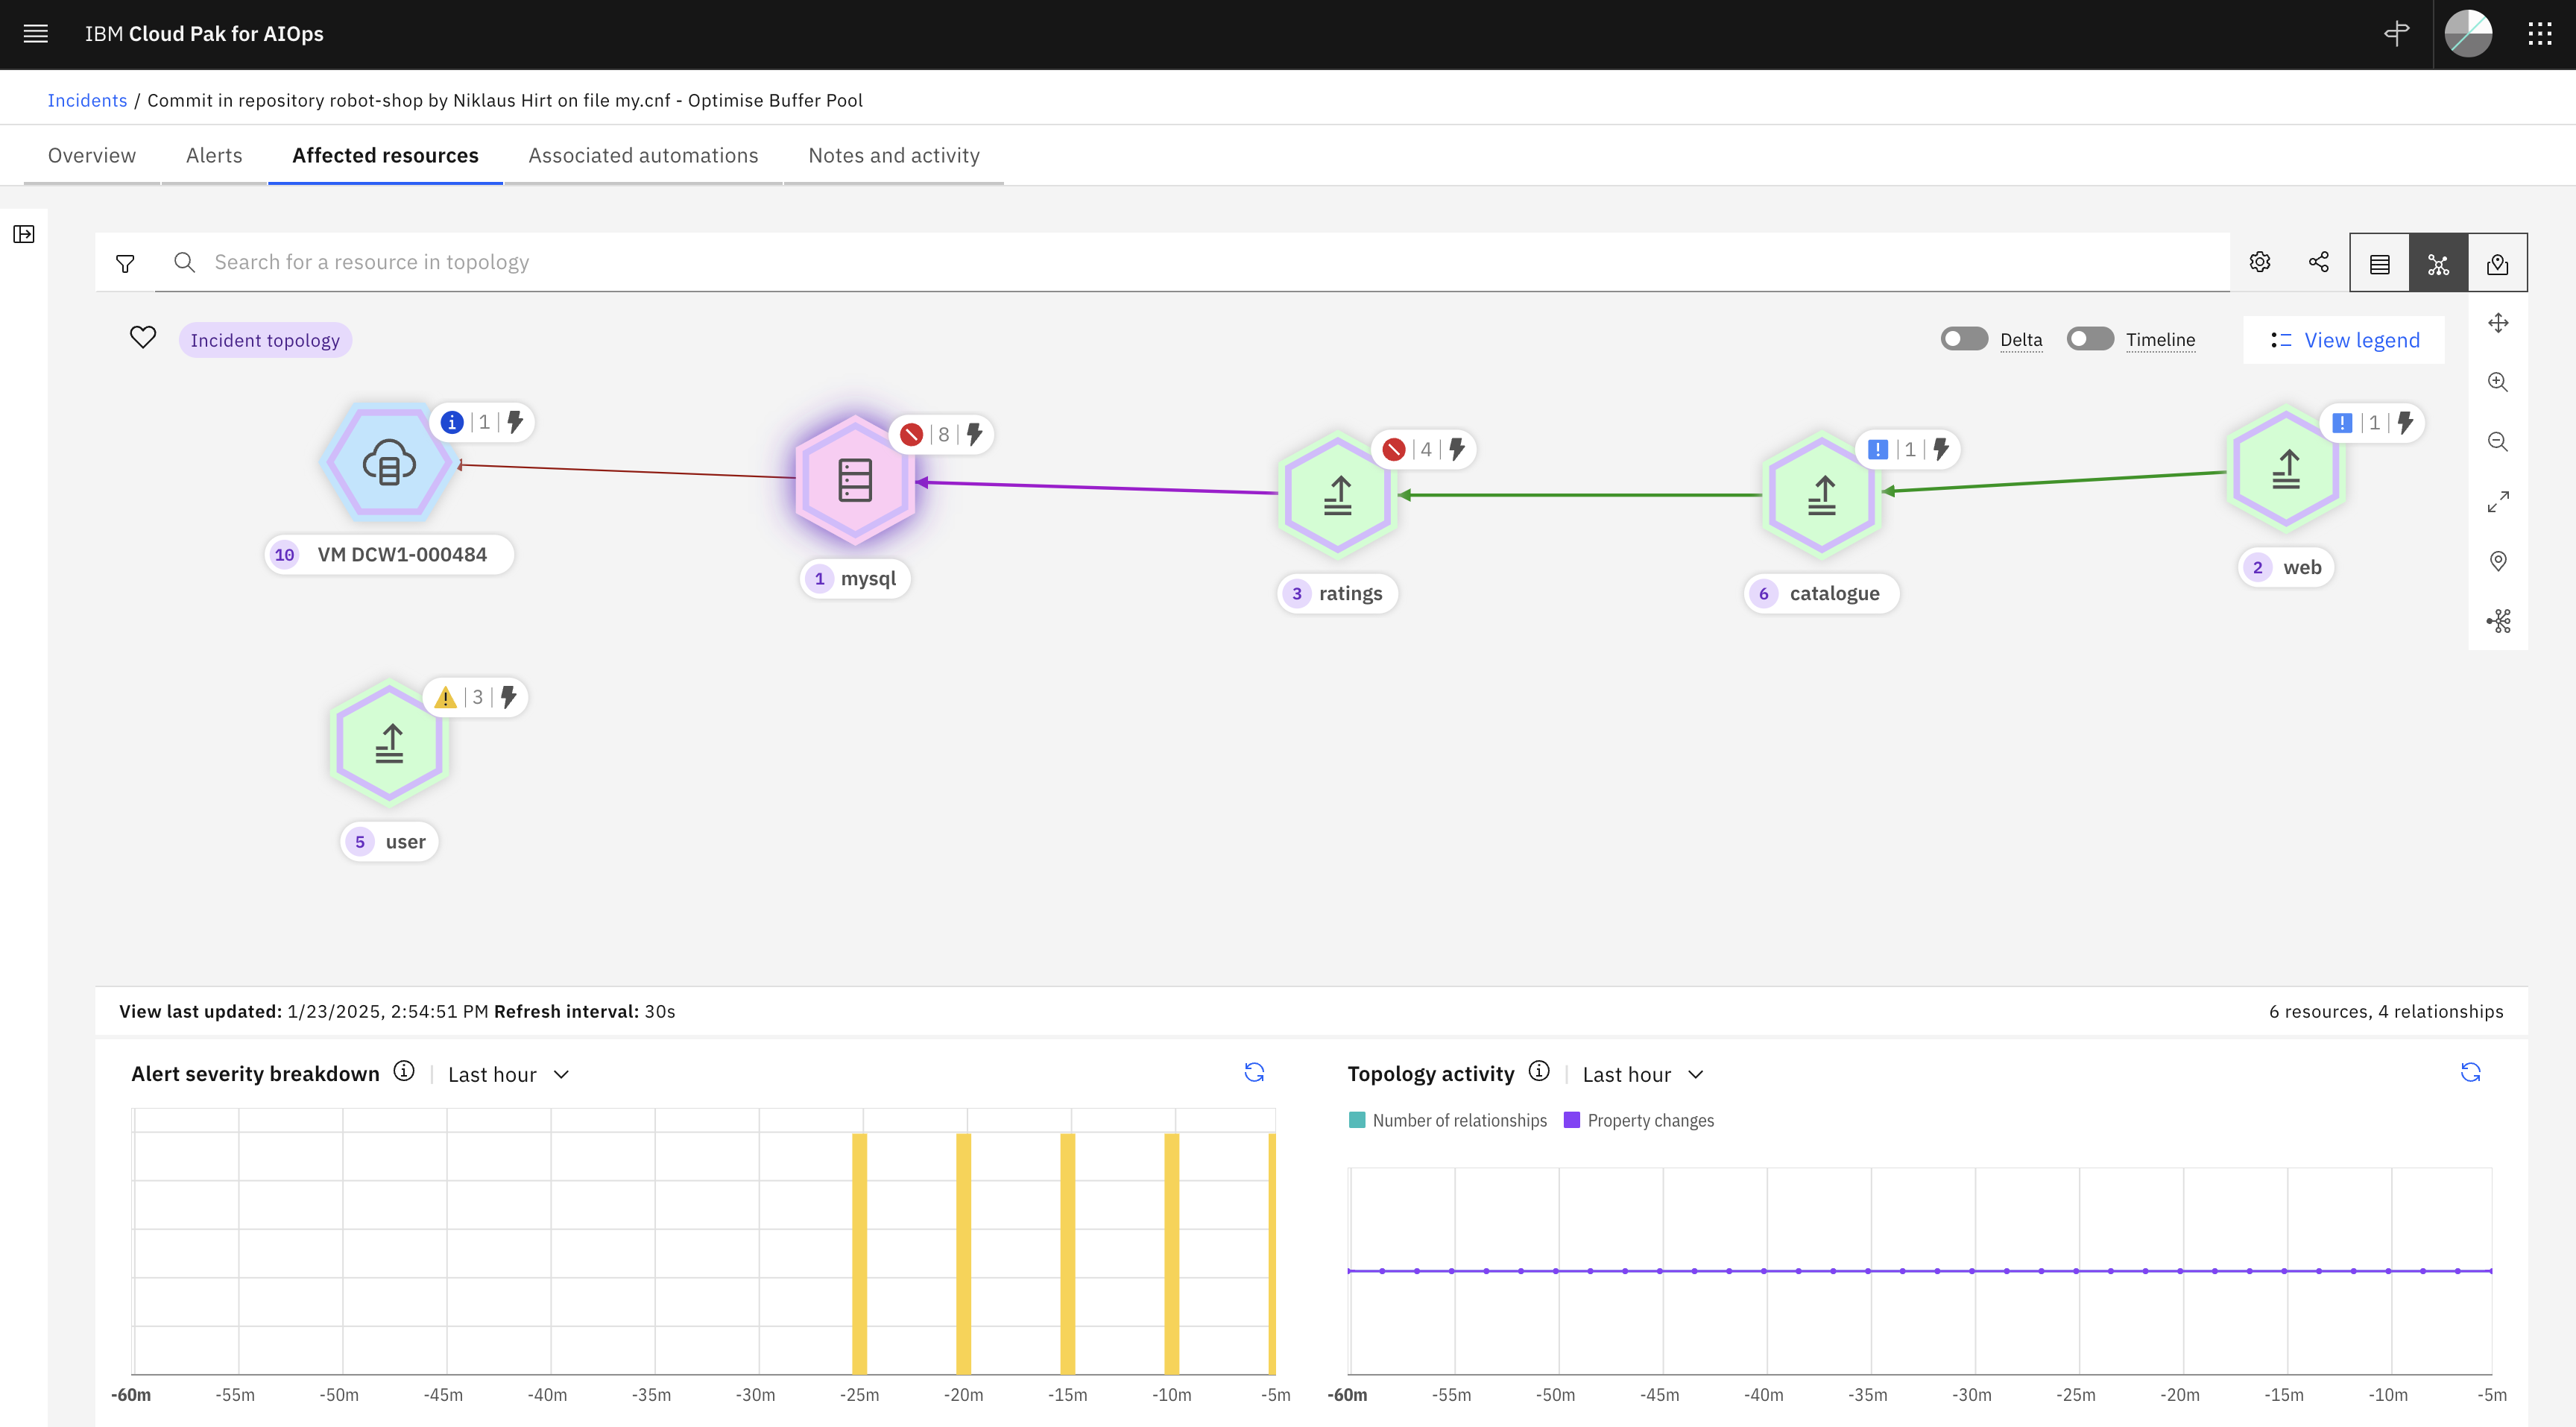 IBM Cloud Pak for AIOps
Incidents / Commit in repository robot-shop by Niklaus Hirt on file my.cnf - Optimise Buffer Pool
Overview Alerts Affected resources Associated automations Notes and activity
Search for a resource in topology
Incident topology Delta Timeline View legend
1
8
4
1
1
10 VM DCW1-000484
1 mysql
3 ratings
6 catalogue
2 web
3
5 user
View last updated: 1/23/2025, 2:54:51 PM Refresh interval: 30s 6 resources, 4 relationships
Alert severity breakdown Last hour
-60m -55m -50m -45m -40m -35m -30m -25m -20m -15m -10m -5m
Topology activity Last hour
Number of relationships Property changes
-60m -55m -50m -45m -40m -35m -30m -25m -20m -15m -10m -5m